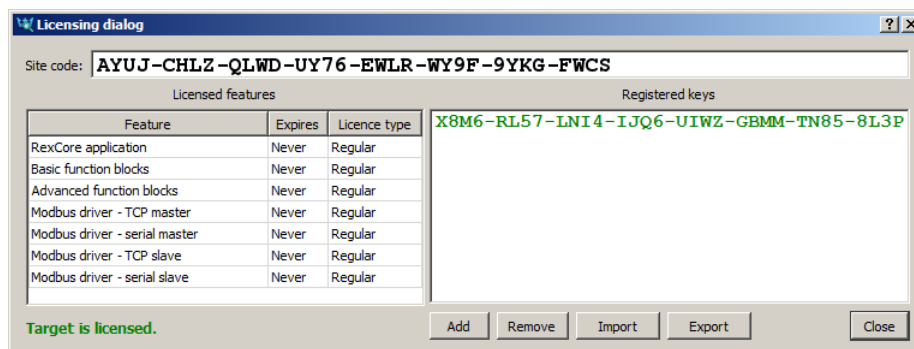 Licensing dialog
Site code: AYUJ-CHLZ-QLWD-UY76-EWLR-WY9F-9YKG-FWCS
Licensed features
Feature Expires Licence type
RexCore application Never Regular
Basic function blocks Never Regular
Advanced function blocks Never Regular
Modbus driver - TCP master Never Regular
Modbus driver - serial master Never Regular
Modbus driver - TCP slave Never Regular
Modbus driver - serial slave Never Regular
Registered keys
X8M6-RL57-LNI4-IJQ6-UIWZ-GBMM-TN85-8L3P
Target is licensed.
Add Remove Import Export Close